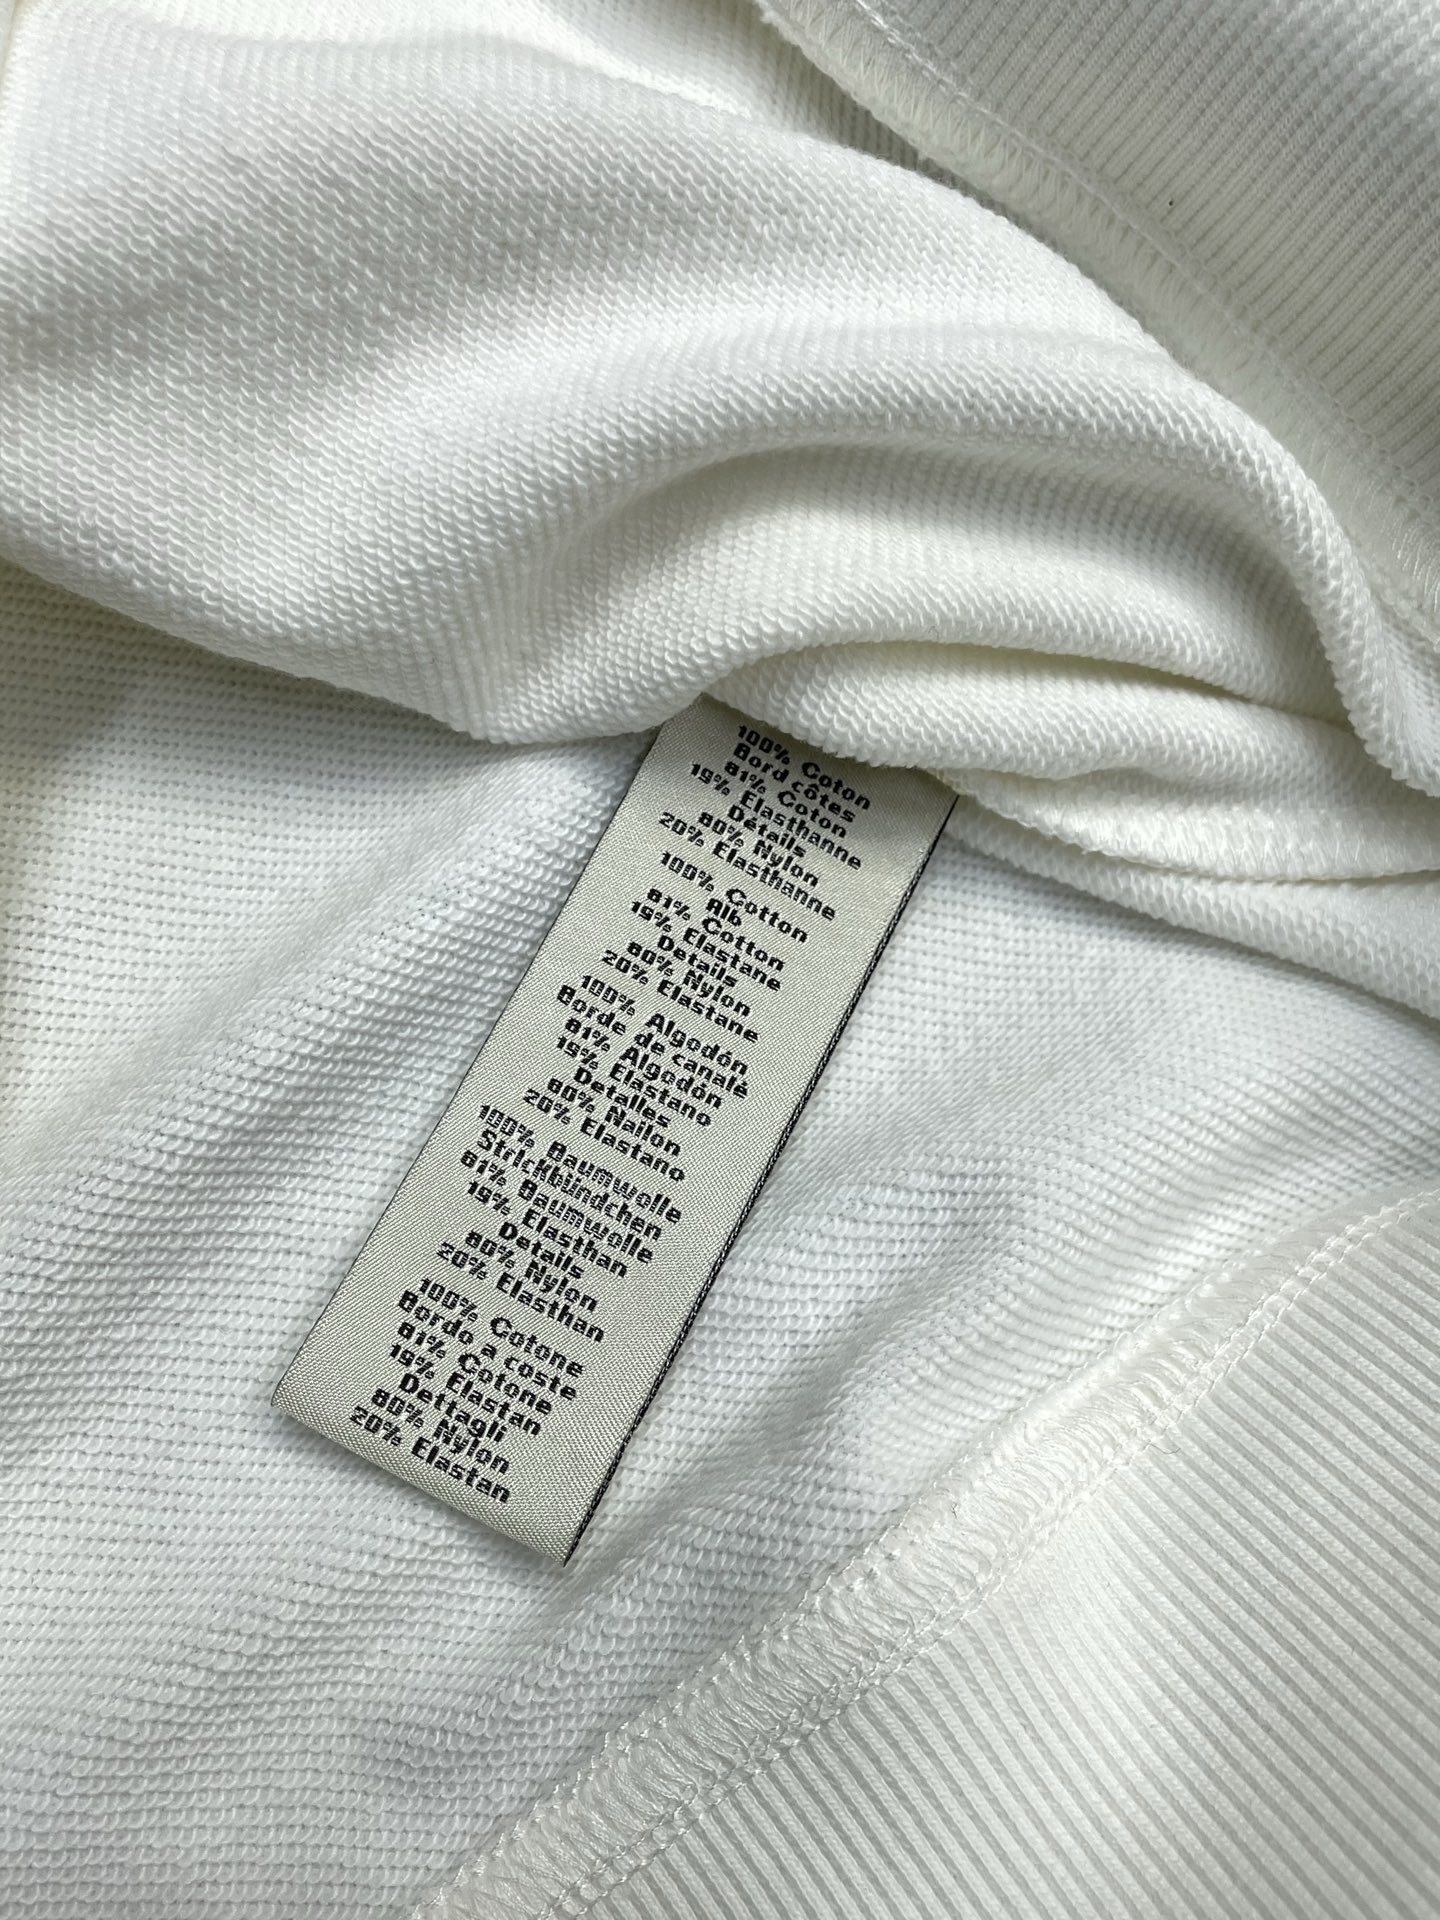 100% Coton
Bord côtes
81% Coton
19% Elasthanne
Détails
80% Nylon
20% Elasthanne
100% Cotton
Rib
81% Cotton
19% Elastane
Details
80% Nylon
20% Elastane
100% Algodón
Borde de canalé
81% Algodón
19% Elastano
Detalles
80% Nailon
20% Elastano
100% Baumwolle
Strickbündchen
81% Baumwolle
19% Elasthan
Details
80% Nylon
20% Elasthan
100% Cotone
Bordo a coste
81% Cotone
19% Elastan
Dettagli
80% Nylon
20% Elastan